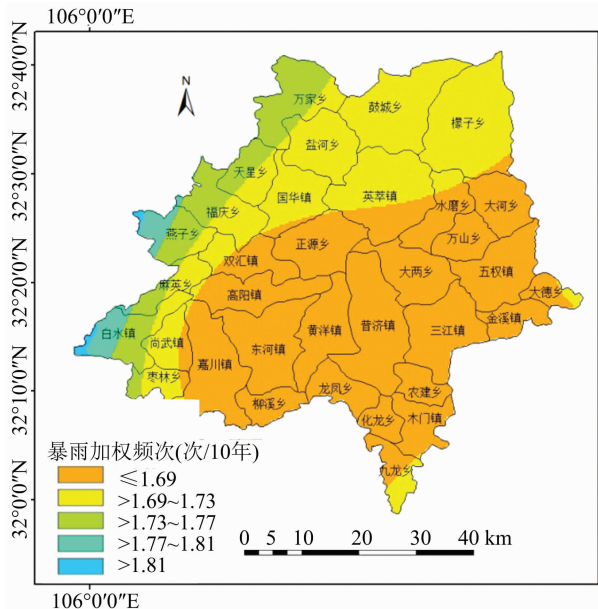 106°0′0″E
32°40′0″N
32°30′0″N
32°20′0″N
32°10′0″N
32°0′0″N
N
万家乡
鼓城乡
檬子乡
盐河乡
天星乡
国华镇
英萃镇
福庆乡
水磨乡
大河乡
燕子乡
正源乡
万山乡
双汇镇
大两乡
五权镇
麻英乡
高阳镇
大德乡
白水镇
尚武镇
黄洋镇
普济镇
三江镇
金溪镇
嘉川镇
东河镇
枣林乡
柳溪乡
龙凤乡
农建乡
化龙乡
木门镇
九龙乡
暴雨加权频次(次/10年)
≤1.69
>1.69~1.73
>1.73~1.77
>1.77~1.81
>1.81
0 5 10 20 30 40 km
106°0′0″E